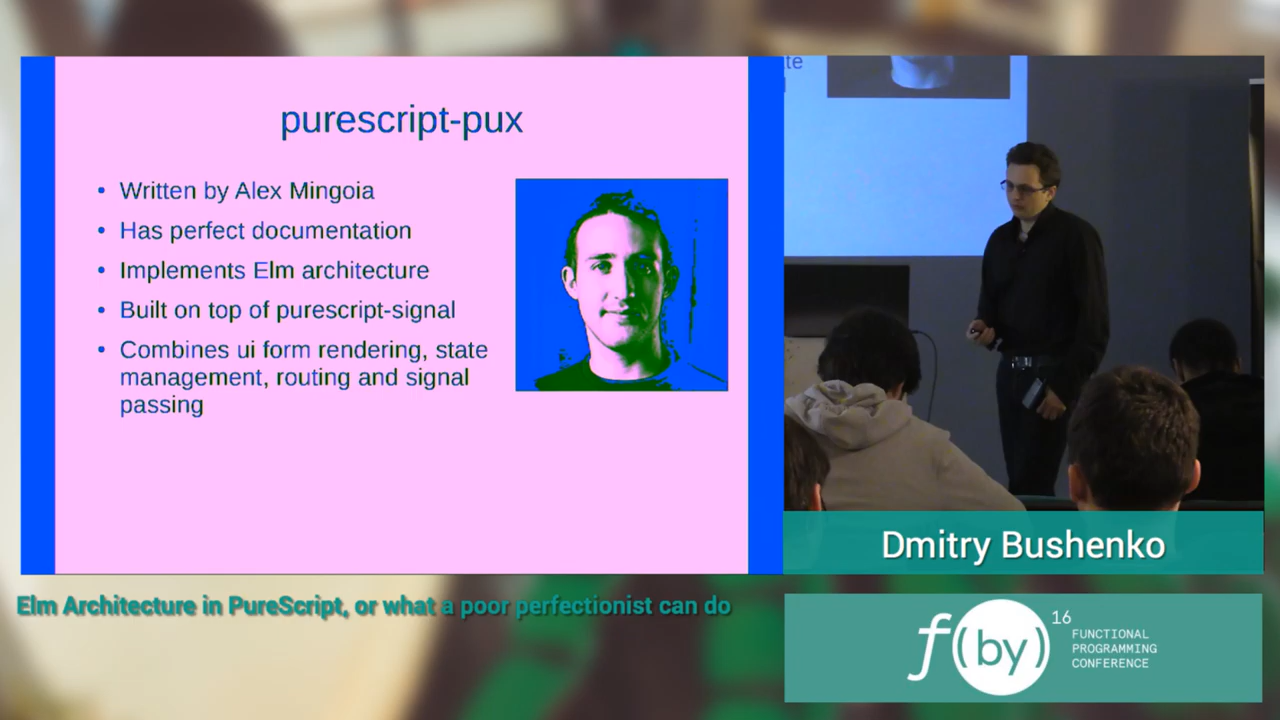 purescript-pux
• Written by Alex Mingoia
• Has perfect documentation
• Implements Elm architecture
• Built on top of purescript-signal
• Combines ui form rendering, state
management, routing and signal
passing
te
Dmitry Bushenko
Elm Architecture in PureScript, or what a poor perfectionist can do
f(by)16
FUNCTIONAL
PROGRAMMING
CONFERENCE